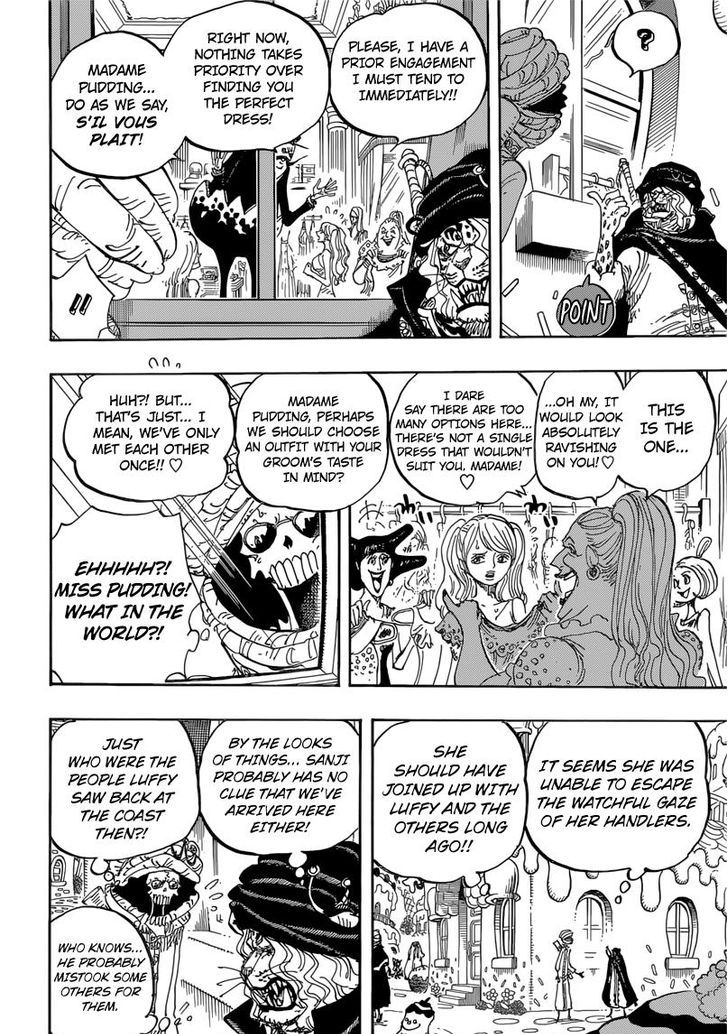 ?
POINT
PLEASE, I HAVE A
PRIOR ENGAGEMENT
I MUST TEND TO
IMMEDIATELY!!
RIGHT NOW,
NOTHING TAKES
PRIORITY OVER
FINDING YOU
THE PERFECT
DRESS!
MADAME
PUDDING...
DO AS WE SAY,
S'IL VOUS
PLAIT!
!!
THIS IS
THE
ONE...
...OH MY, IT
WOULD LOOK
ABSOLUTELY
RAVISHING
ON YOU!♡
I DARE
SAY THERE ARE TOO
MANY OPTIONS HERE...
THERE'S NOT A SINGLE
DRESS THAT WOULDN'T
SUIT YOU, MADAME!
♡
MADAME
PUDDING, PERHAPS
WE SHOULD CHOOSE
AN OUTFIT WITH
YOUR GROOM'S TASTE
IN MIND?
HUH?! BUT...
THAT'S JUST... I
MEAN, WE'VE ONLY
MET EACH OTHER
ONCE!! ♡
EHHHHH?!
MISS PUDDING!
WHAT IN THE
WORLD?!
IT SEEMS SHE WAS
UNABLE TO ESCAPE
THE WATCHFUL GAZE
OF HER HANDLERS.
SHE
SHOULD HAVE
JOINED UP WITH
LUFFY AND THE
OTHERS LONG
AGO!!
BY THE LOOKS
OF THINGS... SANJI
PROBABLY HAS NO
CLUE THAT WE'VE
ARRIVED HERE
EITHER!
JUST
WHO WERE THE
PEOPLE LUFFY
SAW BACK AT
THE COAST
THEN?!
WHO KNOWS...
HE PROBABLY
MISTOOK SOME
OTHERS FOR
THEM.